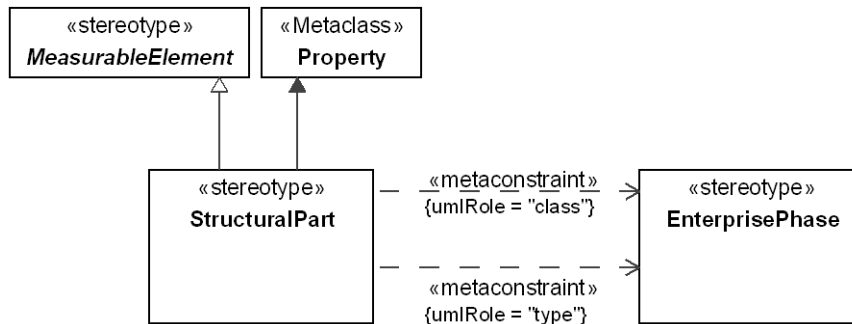 «stereotype»
MeasurableElement
«Metaclass»
Property
«stereotype»
StructuralPart
«metaconstraint»
{umlRole = "class"}
«metaconstraint»
{umlRole = "type"}
«stereotype»
EnterprisePhase